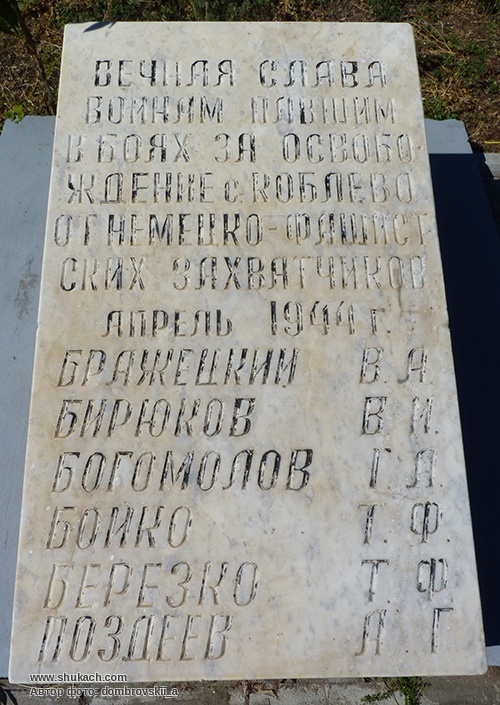 ВЕЧНАЯ СЛАВА
ВОИНАМ ПАВШИМ
В БОЯХ ЗА ОСВОБО
ЖДЕНИЕ с. КОБЛЕВО
ОТ НЕМЕЦКО-ФАШИСТ
СКИХ ЗАХВАТЧИКОВ
АПРЕЛЬ 1944 г.
БРАЖЕЦКИЙ В. А.
БИРЮКОВ В. И.
БОГОМОЛОВ Г. Л.
БОЙКО Т. Ф.
БЕРЕЗКО Т. Ф
ПОЗДЕЕВ Л Г
www.shukach.com
Автор фото: dombrovskii_a